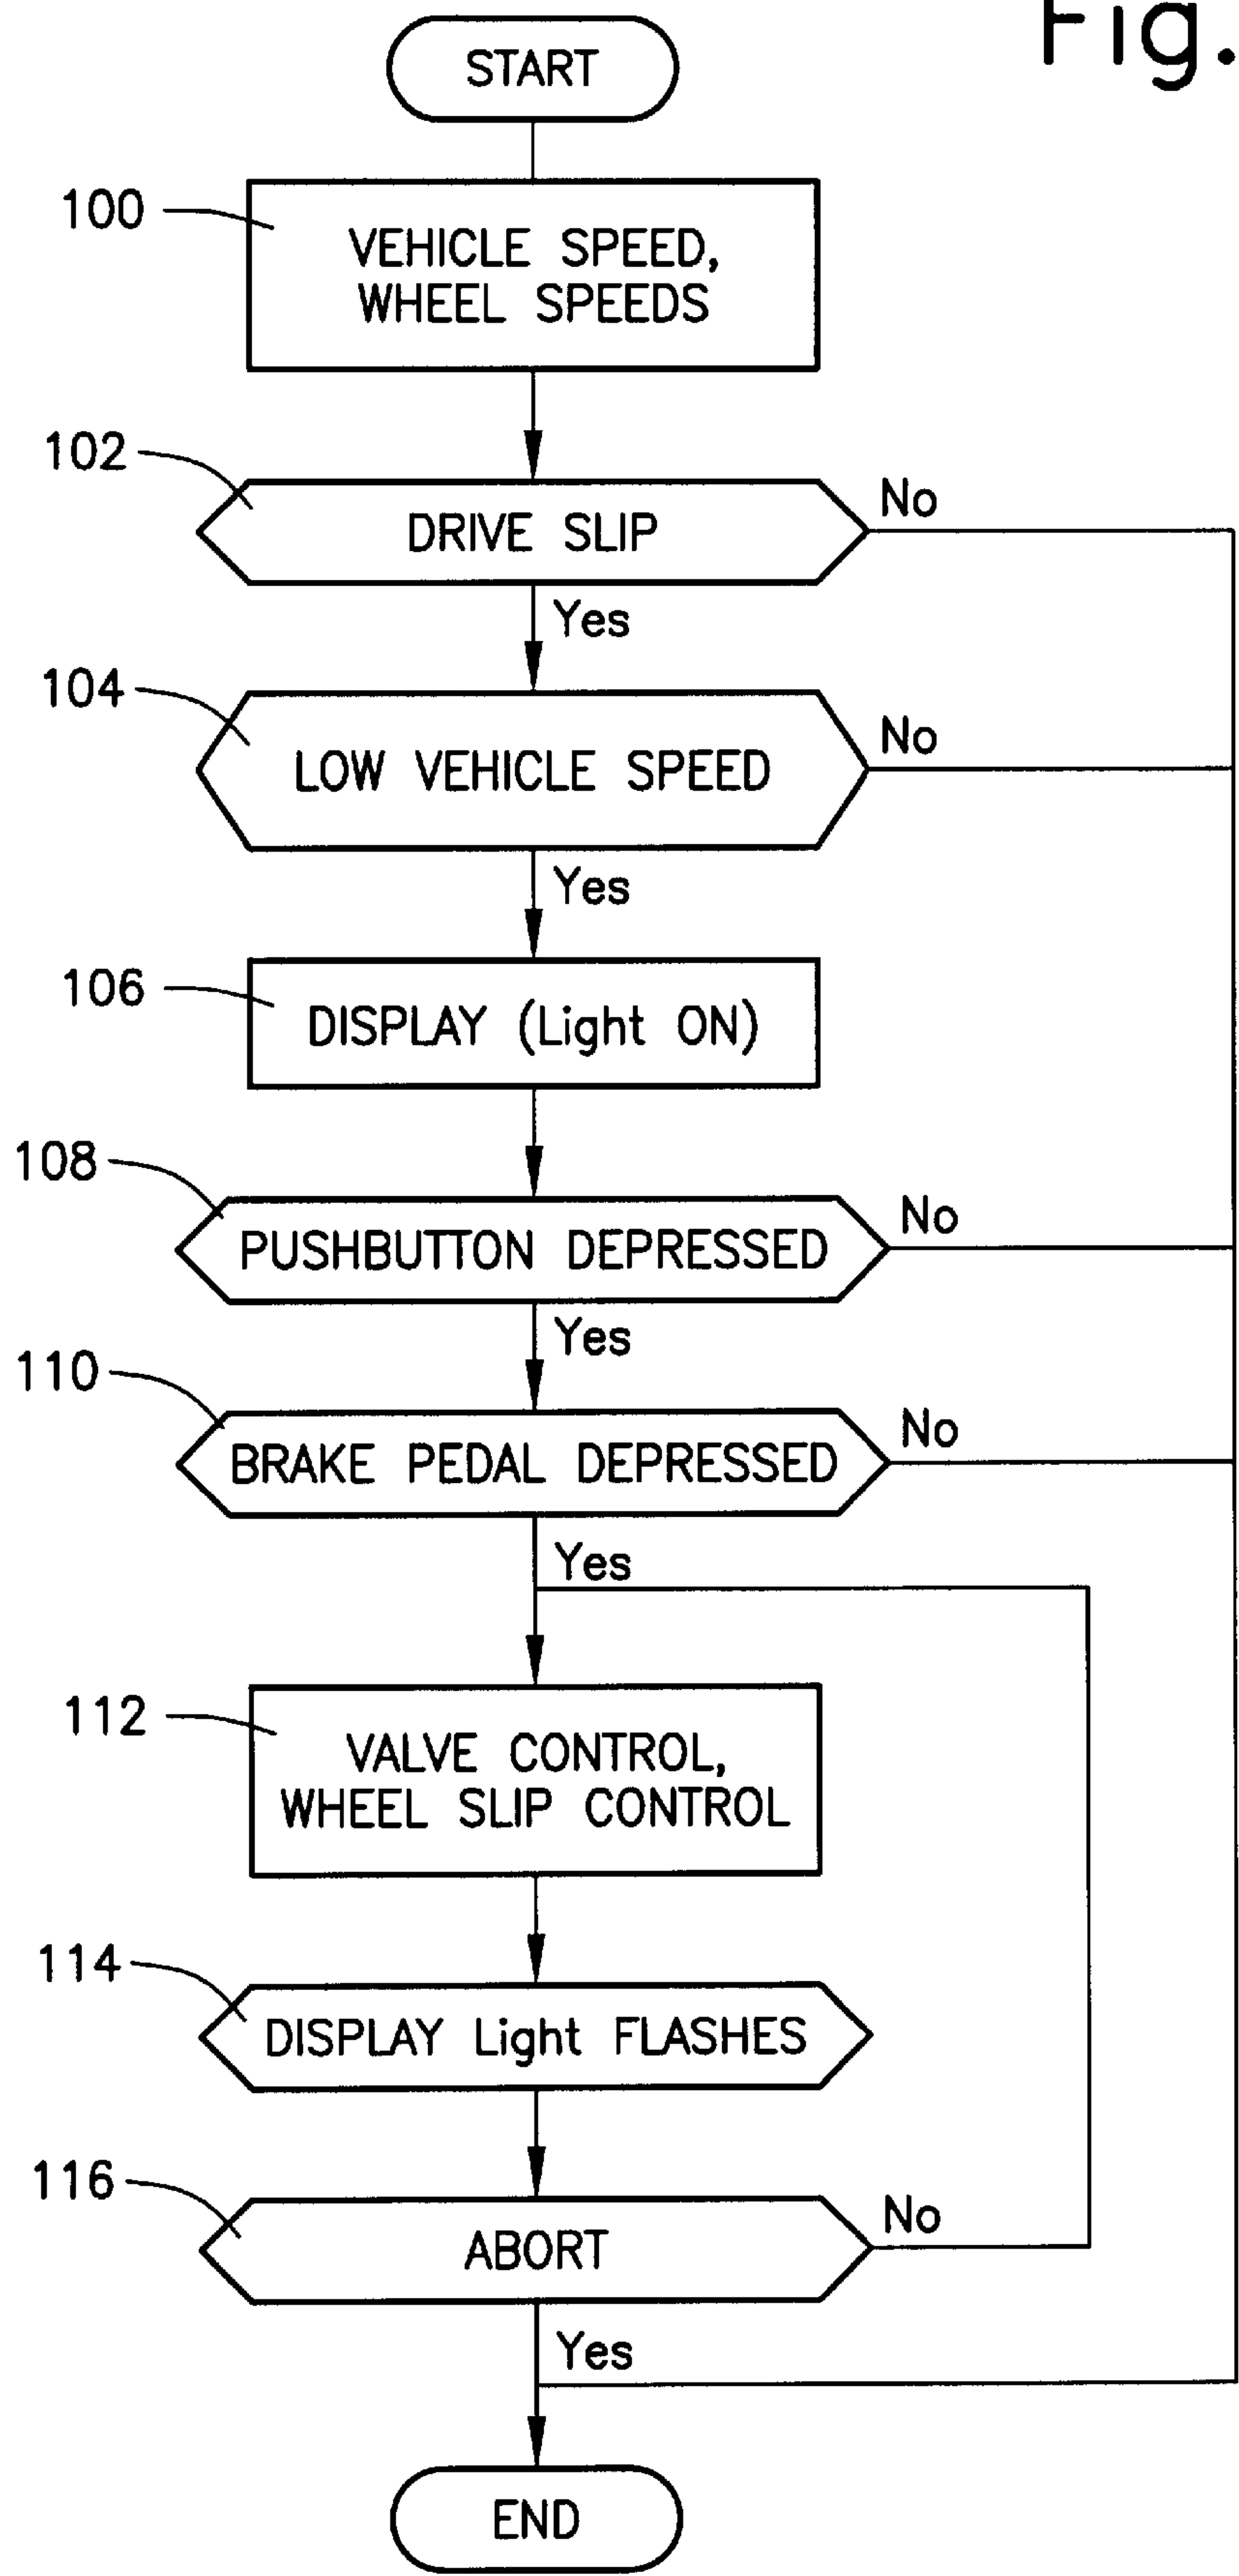 Fig.
START
100
VEHICLE SPEED,
WHEEL SPEEDS
102
DRIVE SLIP
No
Yes
104
LOW VEHICLE SPEED
No
Yes
106
DISPLAY (Light ON)
108
PUSHBUTTON DEPRESSED
No
Yes
110
BRAKE PEDAL DEPRESSED
No
Yes
112
VALVE CONTROL,
WHEEL SLIP CONTROL
114
DISPLAY Light FLASHES
116
ABORT
No
Yes
END